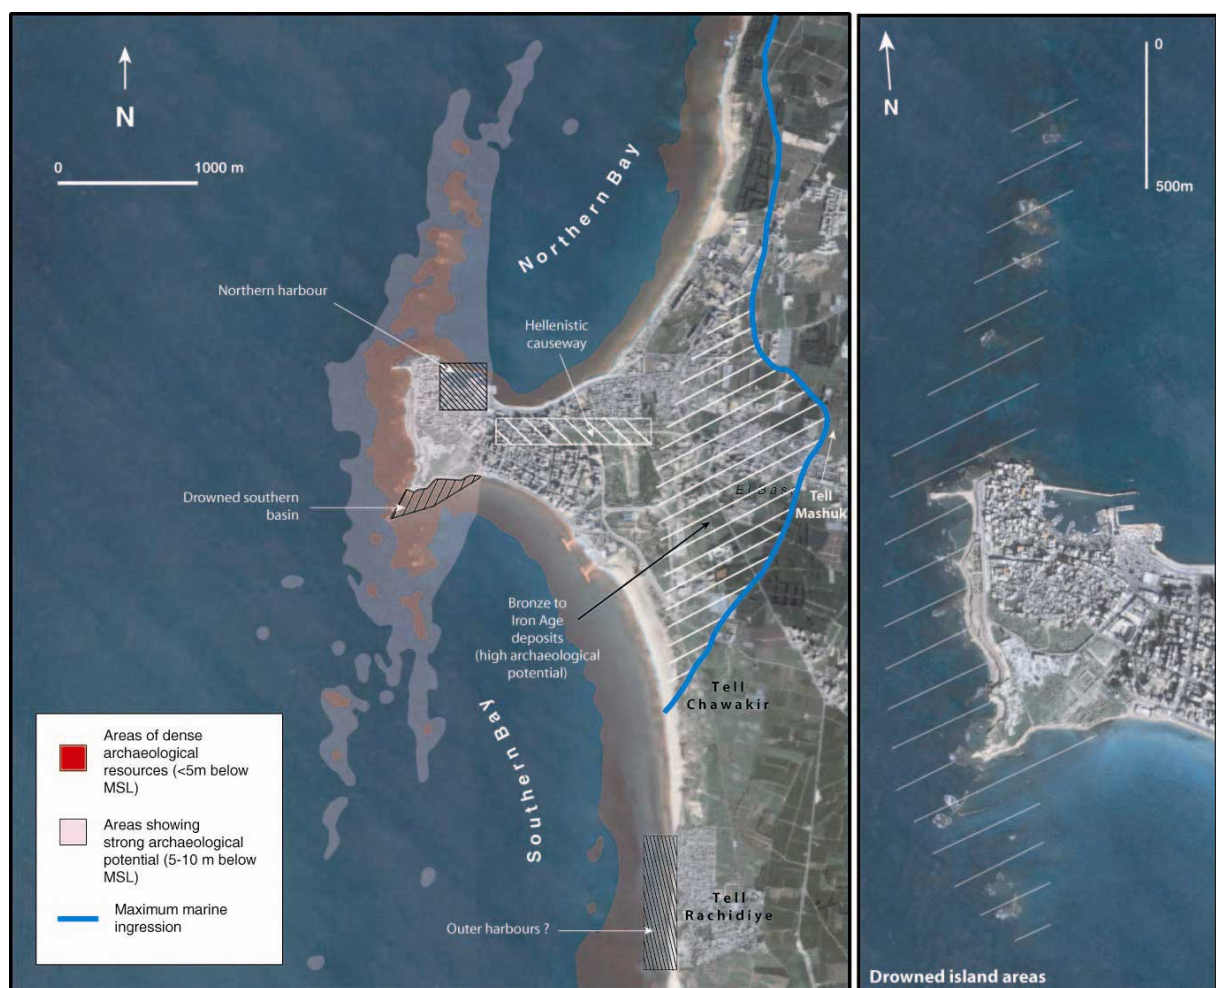 N
0 1000 m
Northern Bay
Northern harbour
Hellenistic
causeway
Drowned southern
basin
El Bass
Tell
Mashuk
Bronze to
Iron Age
deposits
(high archaeological
potential)
Tell
Chawakir
Southern Bay
Tell
Rachidiye
Outer harbours ?
Areas of dense
archaeological
resources (<5m below
MSL)
Areas showing
strong archaeological
potential (5-10 m below
MSL)
Maximum marine
ingression
N
0
500m
Drowned island areas